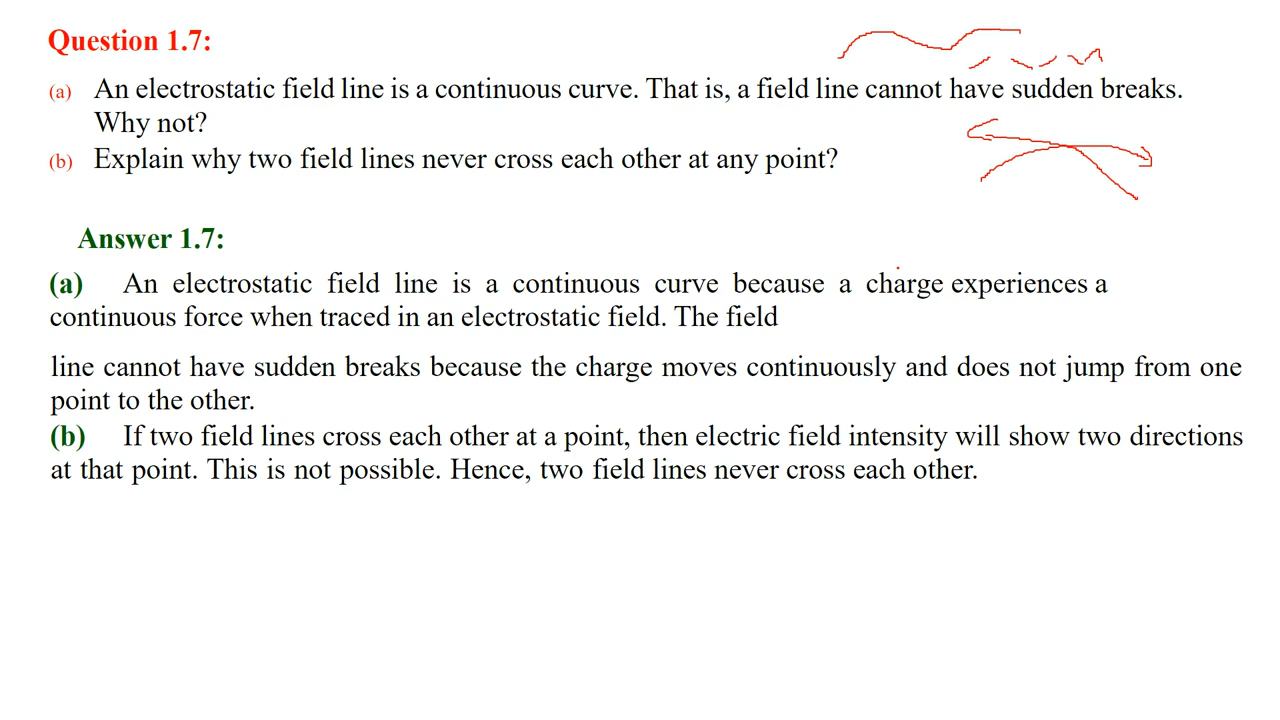 Question 1.7:
(a) An electrostatic field line is a continuous curve. That is, a field line cannot have sudden breaks.
Why not?
(b) Explain why two field lines never cross each other at any point?
Answer 1.7:
(a) An electrostatic field line is a continuous curve because a charge experiences a
continuous force when traced in an electrostatic field. The field
line cannot have sudden breaks because the charge moves continuously and does not jump from one
point to the other.
(b) If two field lines cross each other at a point, then electric field intensity will show two directions
at that point. This is not possible. Hence, two field lines never cross each other.